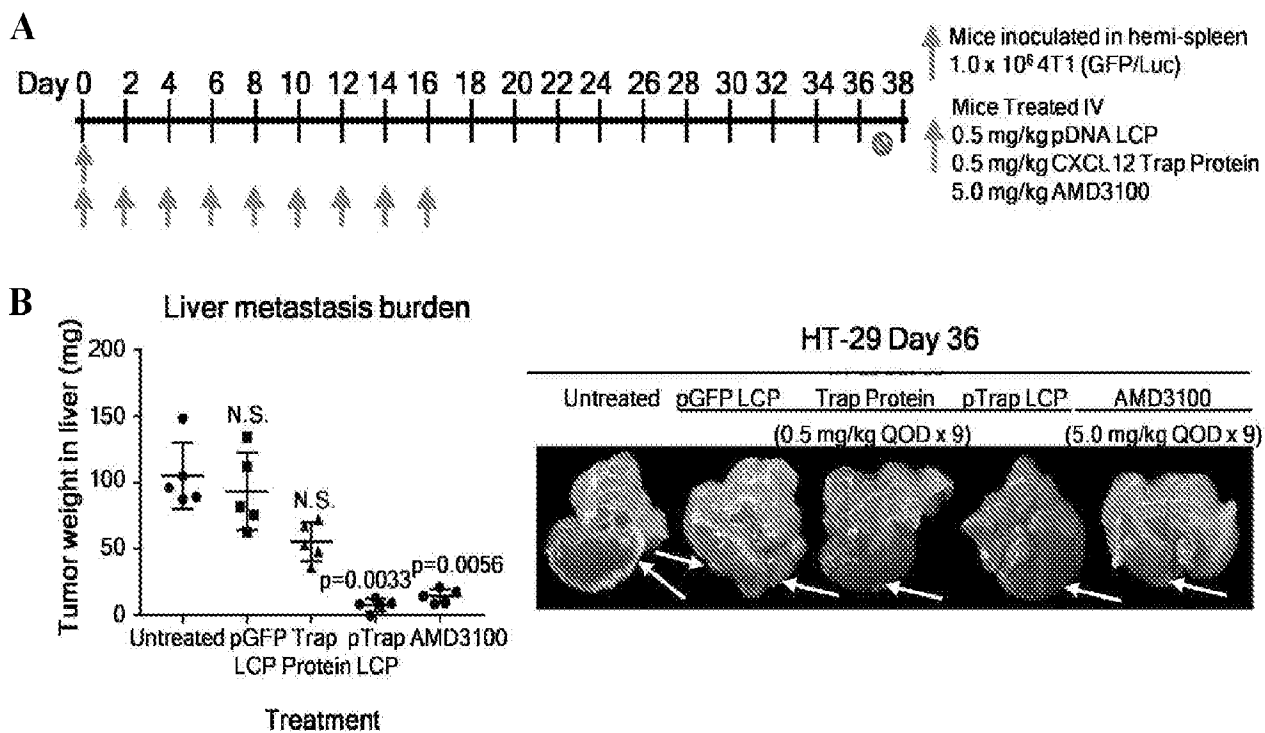 A
Day 0 2 4 6 8 10 12 14 16 18 20 22 24 26 28 30 32 34 36 38
Mice inoculated in hemi-spleen
1.0 x 10⁶ 4T1 (GFP/Luc)
Mice Treated IV
0.5 mg/kg pDNA LCP
0.5 mg/kg CXCL12 Trap Protein
5.0 mg/kg AMD3100
B
Liver metastasis burden
Tumor weight in liver (mg)
200
150
100
50
0
N.S.
N.S.
p=0.0033
p=0.0056
Untreated pGFP Trap pTrap AMD3100
LCP Protein LCP
Treatment
HT-29 Day 36
Untreated pGFP LCP Trap Protein pTrap LCP AMD3100
(0.5 mg/kg QOD x 9) (5.0 mg/kg QOD x 9)